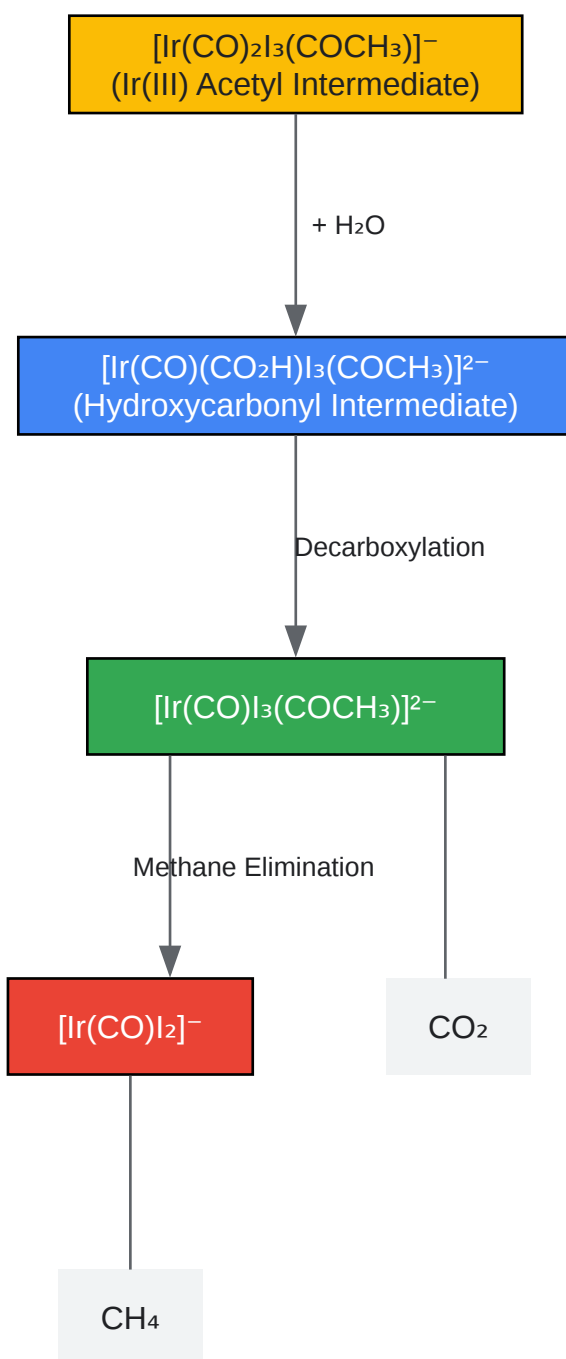 [Ir(CO)₂I₃(COCH₃)]⁻
(Ir(III) Acetyl Intermediate)
+ H₂O
[Ir(CO)(CO₂H)I₃(COCH₃)]²⁻
(Hydroxycarbonyl Intermediate)
Decarboxylation
[Ir(CO)I₃(COCH₃)]²⁻
Methane Elimination
[Ir(CO)I₂]⁻
CO₂
CH₄